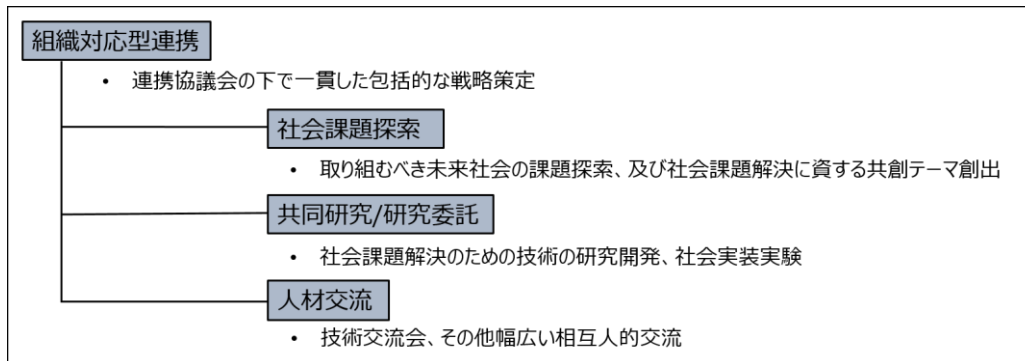 組織対応型連携
• 連携協議会の下で一貫した包括的な戦略策定
社会課題探索
• 取り組むべき未来社会の課題探索、及び社会課題解決に資する共創テーマ創出
共同研究/研究委託
• 社会課題解決のための技術の研究開発、社会実装実験
人材交流
• 技術交流会、その他幅広い相互人的交流